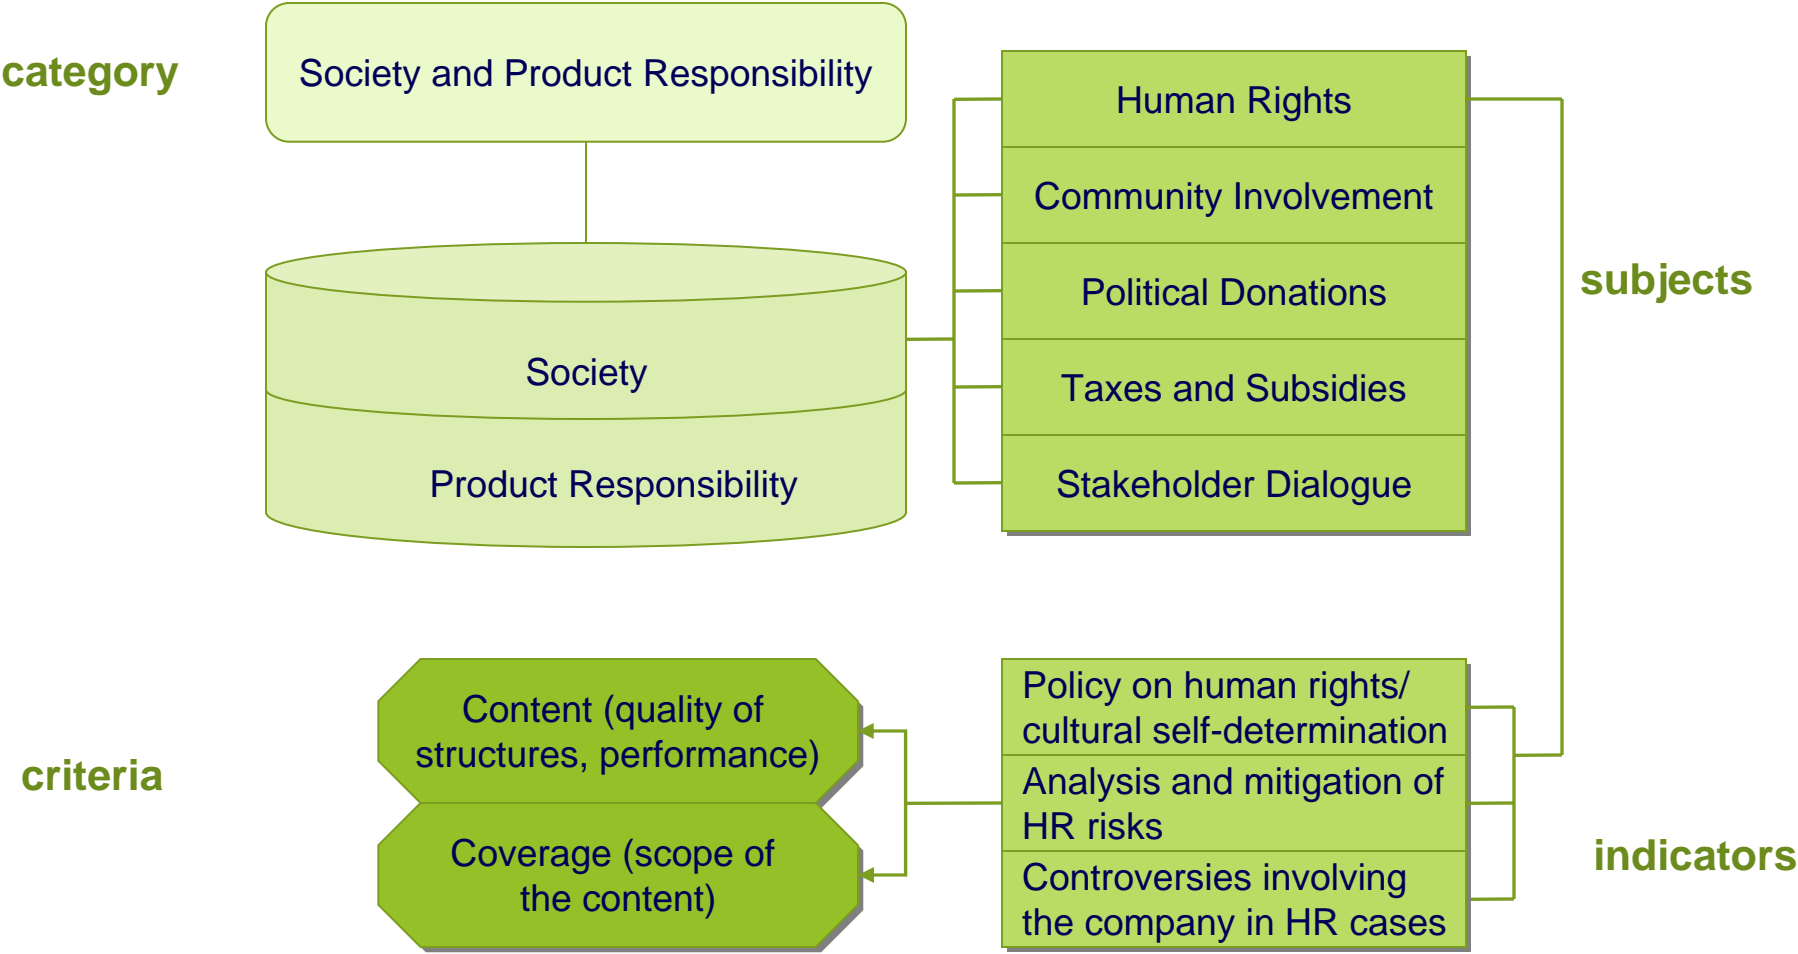 category
Society and Product Responsibility
Society
Product Responsibility
Human Rights
Community Involvement
Political Donations
Taxes and Subsidies
Stakeholder Dialogue
subjects
criteria
Content (quality of
structures, performance)
Coverage (scope of
the content)
Policy on human rights/
cultural self-determination
Analysis and mitigation of
HR risks
Controversies involving
the company in HR cases
indicators